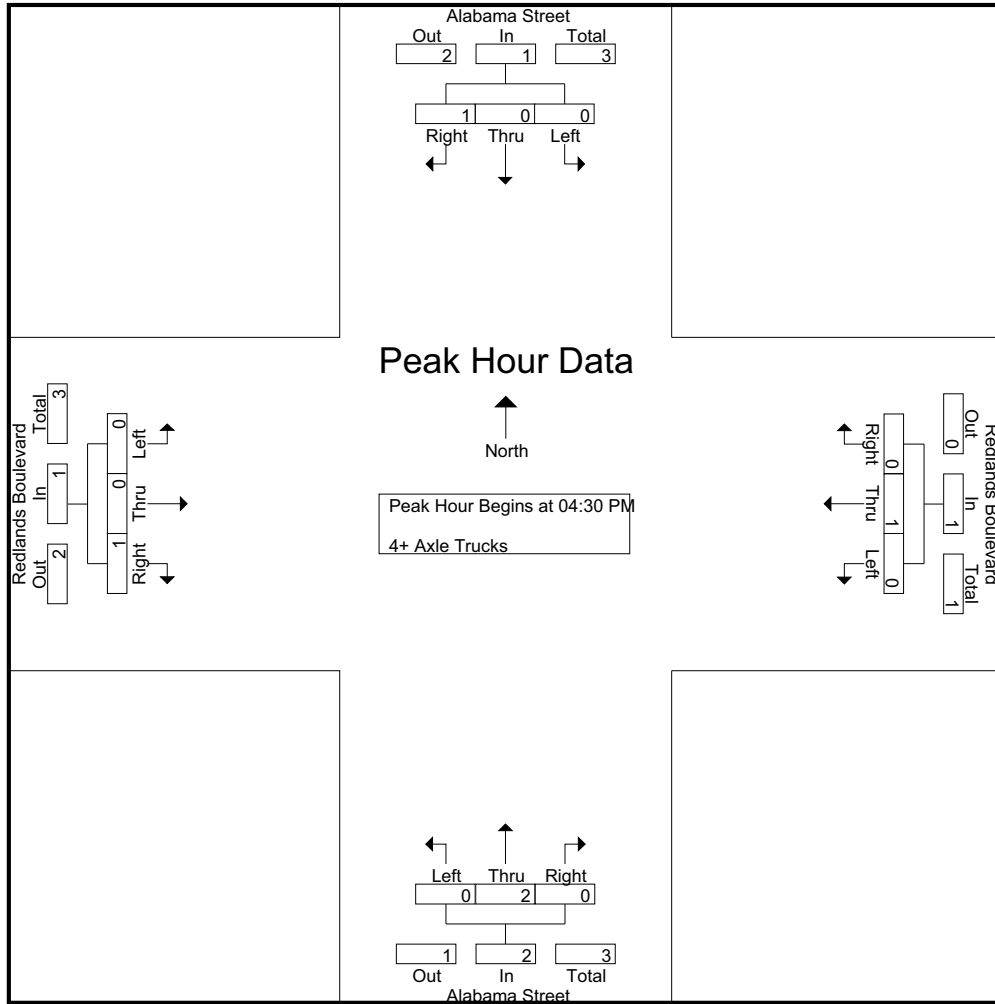 Alabama Street
Out In Total
2 1 3
1 0 0
Right Thru Left
Peak Hour Data
North
Peak Hour Begins at 04:30 PM
4+ Axle Trucks
Redlands Boulevard
Out In Total
2 1 3
Right Thru Left
1 0 0
Redlands Boulevard
Out In Total
0 1 1
Right Thru Left
0 1 0
Left Thru Right
0 2 0
1 2 3
Out In Total
Alabama Street